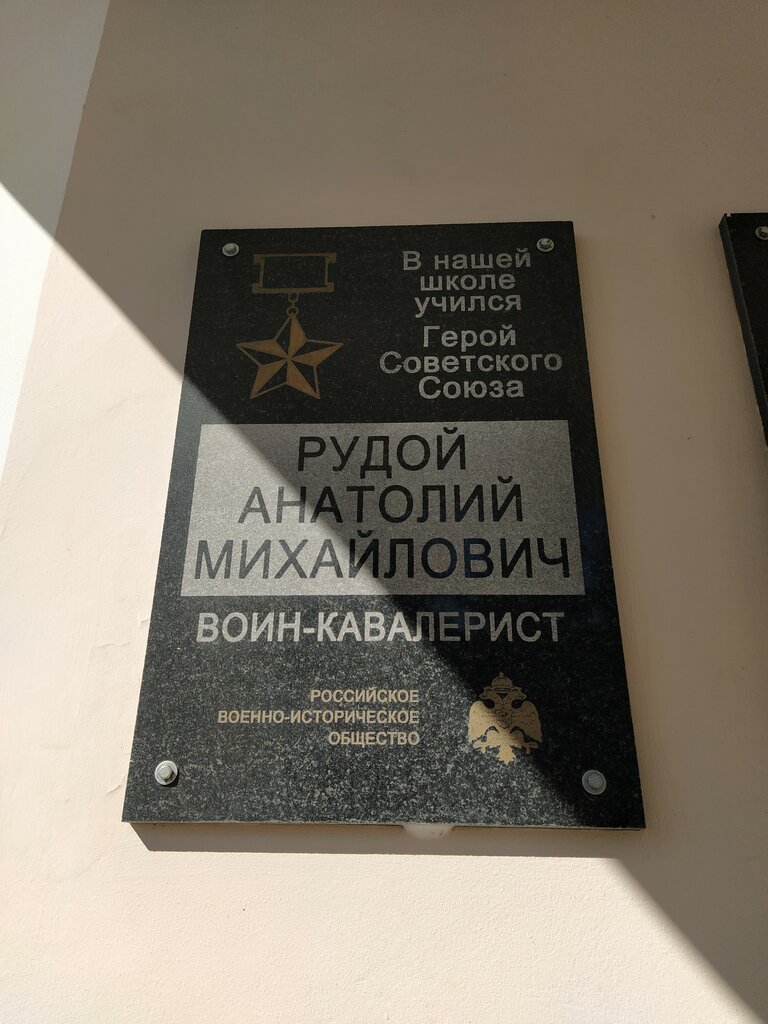 В нашей
школе
учился
Герой
Советского
Союза
РУДОЙ
АНАТОЛИЙ
МИХАЙЛОВИЧ
ВОИН-КАВАЛЕРИСТ
РОССИЙСКОЕ
ВОЕННО-ИСТОРИЧЕСКОЕ
ОБЩЕСТВО